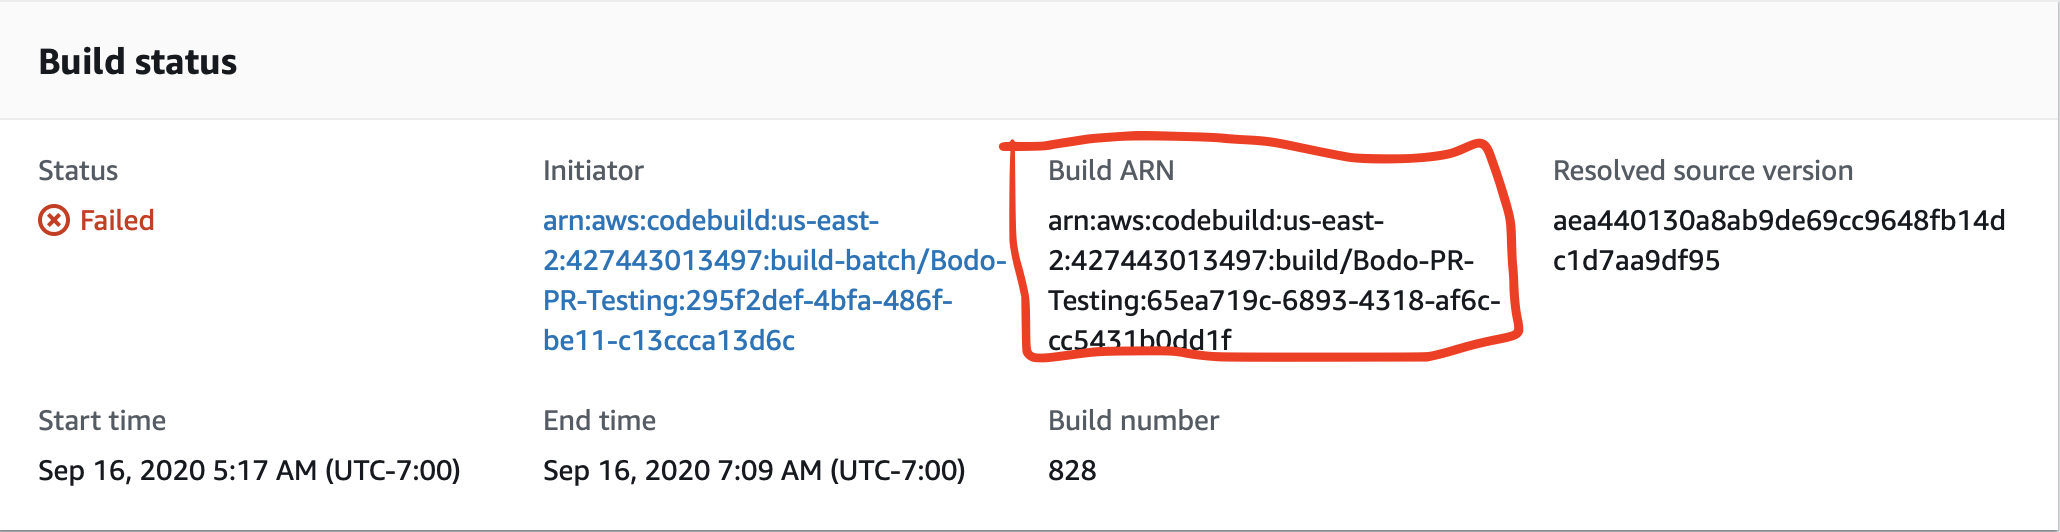 Build status
Status
Failed
Initiator
arn:aws:codebuild:us-east-
2:427443013497:build-batch/Bodo-
PR-Testing:295f2def-4bfa-486f-
be11-c13ccca13d6c
Build ARN
arn:aws:codebuild:us-east-
2:427443013497:build/Bodo-PR-
Testing:65ea719c-6893-4318-af6c-
cc5431b0dd1f
Resolved source version
aea440130a8ab9de69cc9648fb14d
c1d7aa9df95
Start time
Sep 16, 2020 5:17 AM (UTC-7:00)
End time
Sep 16, 2020 7:09 AM (UTC-7:00)
Build number
828